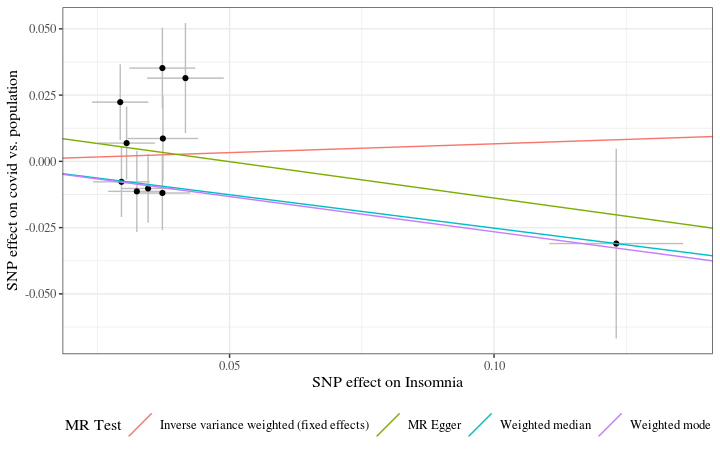 SNP effect on covid vs. population
0.050
0.025
0.000
-0.025
-0.050
0.05
0.10
SNP effect on Insomnia
MR Test
Inverse variance weighted (fixed effects)
MR Egger
Weighted median
Weighted mode